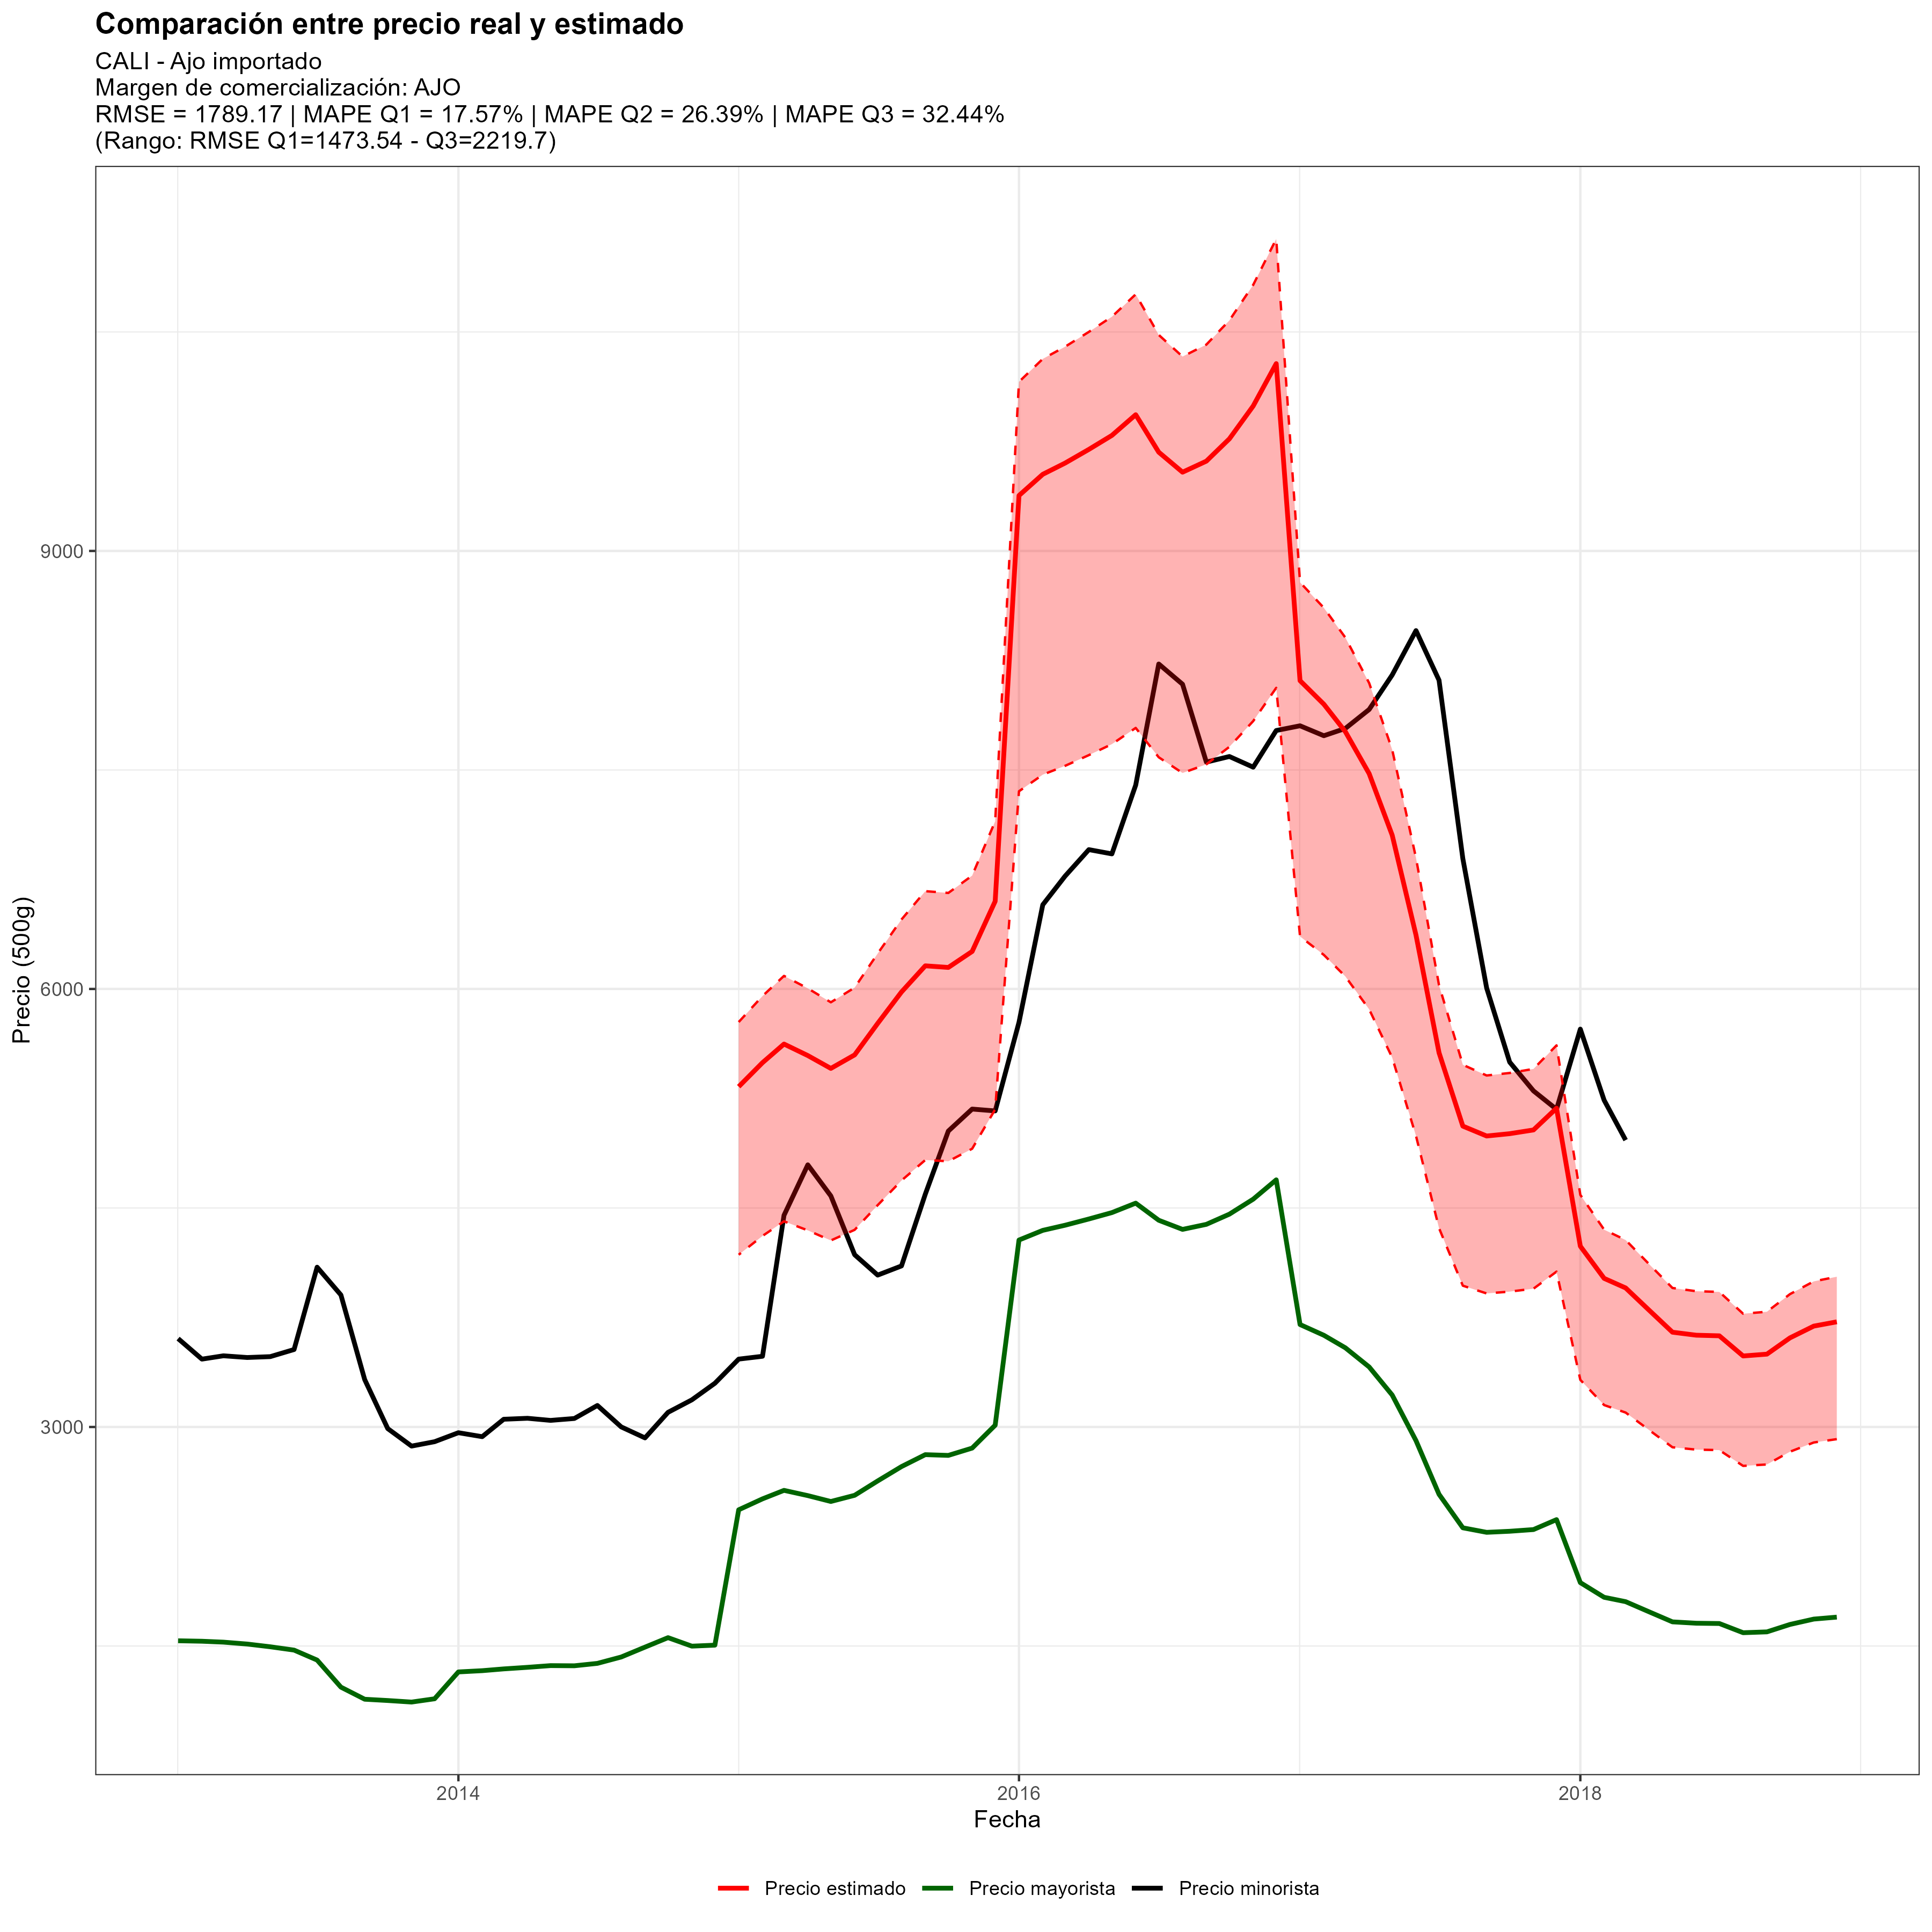 Comparación entre precio real y estimado
CALI - Ajo importado
Margen de comercialización: AJO
RMSE = 1789.17 | MAPE Q1 = 17.57% | MAPE Q2 = 26.39% | MAPE Q3 = 32.44%
(Rango: RMSE Q1=1473.54 - Q3=2219.7)
Precio (500g)
9000
6000
3000
2014
2016
2018
Fecha
Precio estimado
Precio mayorista
Precio minorista